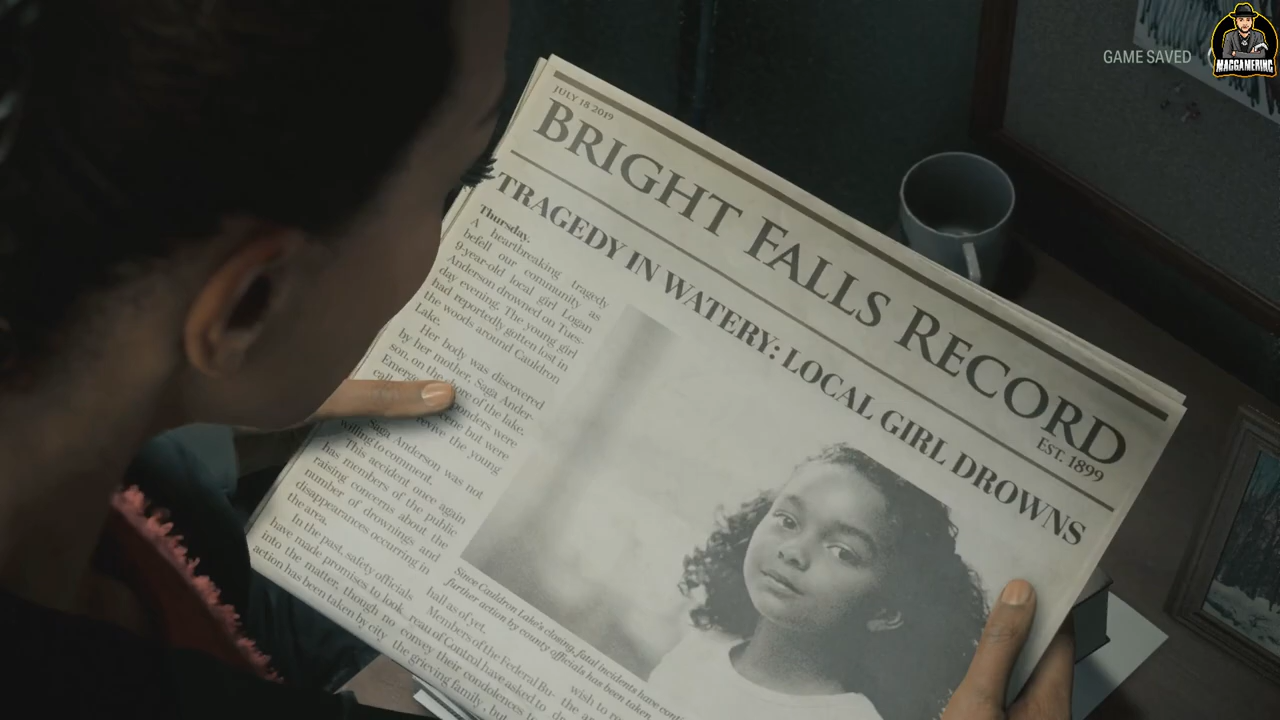 GAME SAVED
MAGGAMERING
JULY 18 2019
BRIGHT FALLS RECORD
EST. 1899
TRAGEDY IN WATERY: LOCAL GIRL DROWNS
Thursday.
A heartbreaking tragedy
befell our community as
9-year-old local girl Logan
Anderson drowned on Tues-
day evening. The young girl
had reportedly gotten lost in
the woods around Cauldron
Lake.
Her body was discovered
by her mother, Saga Ander-
son, on the shore of the lake.
were
but were
revive the young
Saga Anderson was not
willing to comment.
This accident once again
has members of the public
raising concerns about the
number of drownings and
disappearances occurring in
the area.
In the past, safety officials
have made promises to look
into the matter, though no
action has been taken by city
hall as of yet.
Members of the Federal Bu-
reau of Control have asked to
convey their condolences to
the grieving family, but
wish to
the
Since Cauldron Lake's closing, fatal incidents have
further action by county officials has been taken